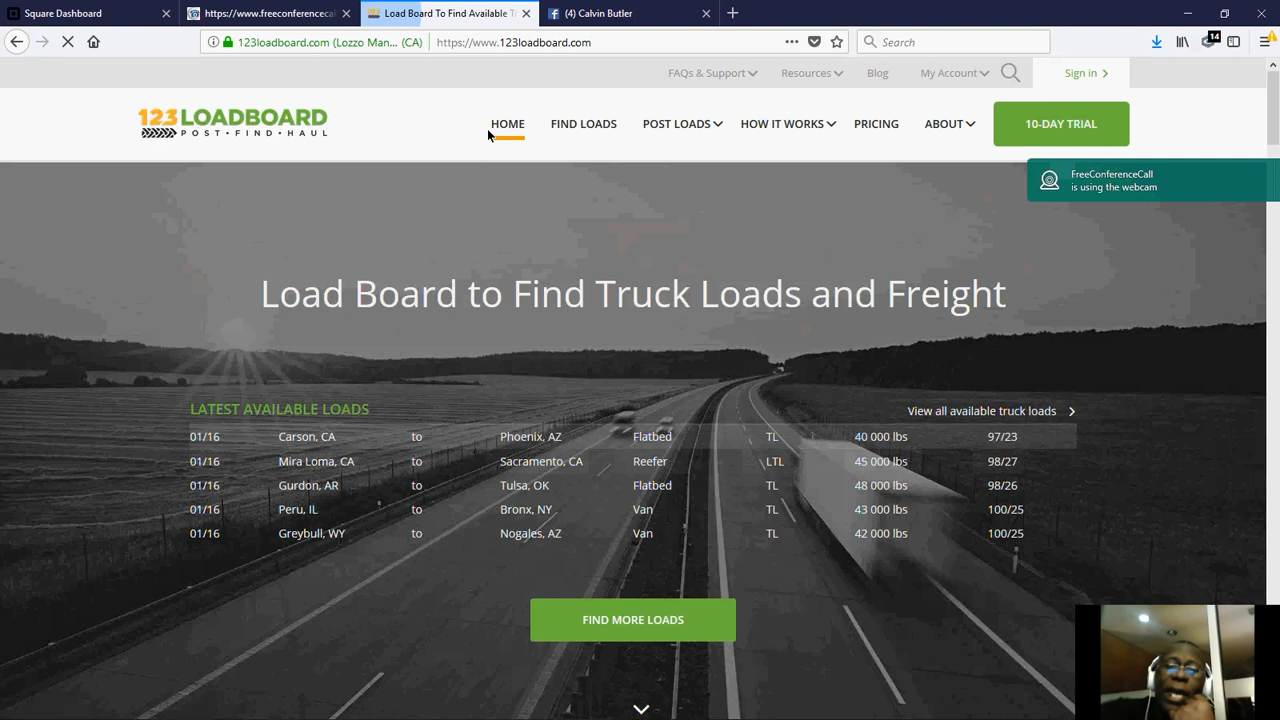 Square Dashboard
https://www.freeconferencecal
Load Board To Find Available T
(4) Calvin Butler
123loadboard.com (Lozzo Man... (CA)
https://www.123loadboard.com
Search
14
FAQs & Support
Resources
Blog
My Account
Sign in
123LOADBOARD
POST•FIND•HAUL
HOME
FIND LOADS
POST LOADS
HOW IT WORKS
PRICING
ABOUT
10-DAY TRIAL
FreeConferenceCall
is using the webcam
Load Board to Find Truck Loads and Freight
LATEST AVAILABLE LOADS
View all available truck loads
01/16 Carson, CA to Phoenix, AZ Flatbed TL 40 000 lbs 97/23
01/16 Mira Loma, CA to Sacramento, CA Reefer LTL 45 000 lbs 98/27
01/16 Gurdon, AR to Tulsa, OK Flatbed TL 48 000 lbs 98/26
01/16 Peru, IL to Bronx, NY Van TL 43 000 lbs 100/25
01/16 Greybull, WY to Nogales, AZ Van TL 42 000 lbs 100/25
FIND MORE LOADS